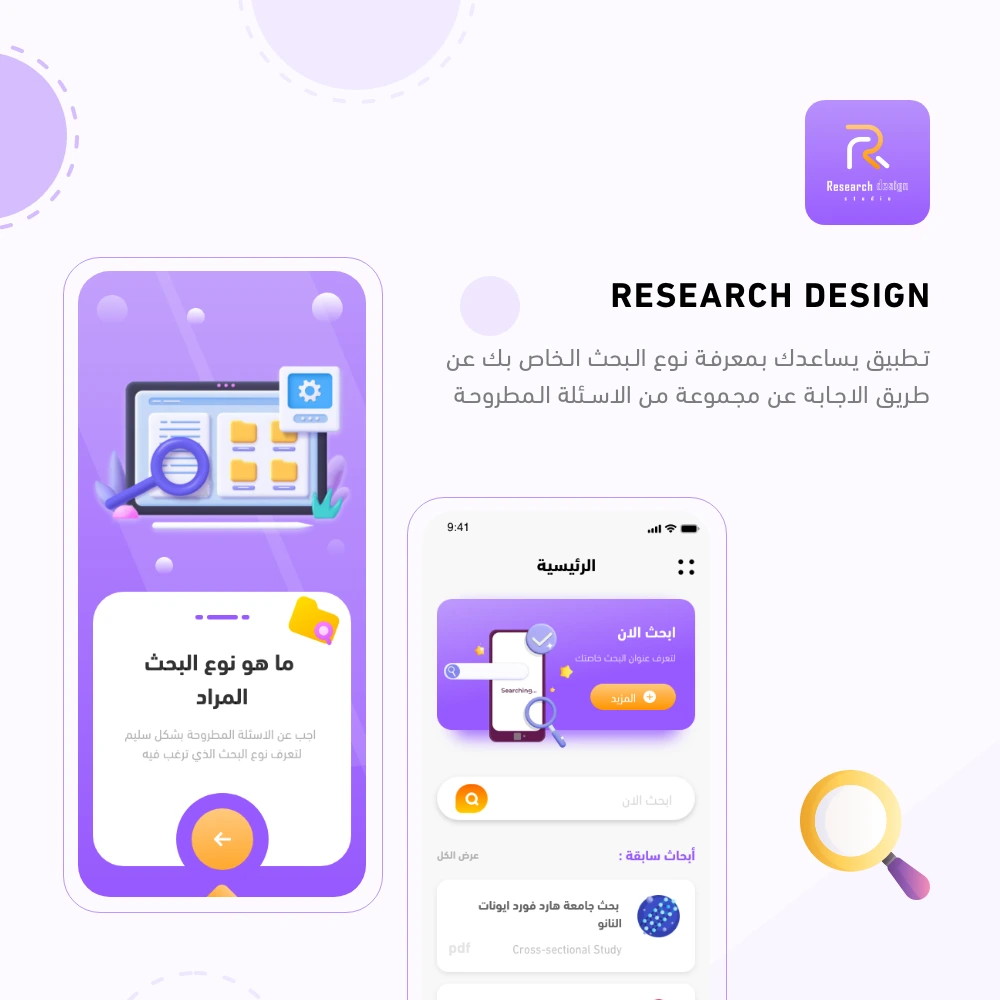 Research design
studio
RESEARCH DESIGN
تطبيق يساعدك بمعرفة نوع البحث الخاص بك عن
طريق الاجابة عن مجموعة من الاسئلة المطروحة
ما هو نوع البحث
المراد
اجب عن الاسئلة المطروحة بشكل سليم
لتعرف نوع البحث الذي ترغب فيه
9:41
الرئيسية
ابحث الان
لتعرف عنوان البحث خاصتك
المزيد
Searching..
ابحث الان
أبحاث سابقة :
عرض الكل
بحث جامعة هارد فورد ايونات
النانو
Cross-sectional Study
pdf